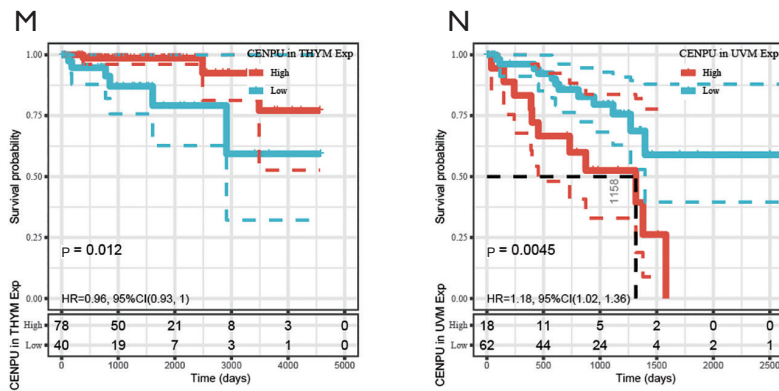 M
CENPU in THYM Exp
High
Low
Survival probability
1.00
0.75
0.50
0.25
0.00
P = 0.012
HR=0.96, 95%CI(0.93, 1)
CENPU in THYM Exp
High 78 50 21 8 3 0
Low 40 19 7 3 1 0
0 1000 2000 3000 4000 5000
Time (days)
N
CENPU in UVM Exp
High
Low
Survival probability
1.00
0.75
0.50
0.25
0.00
1158
P = 0.0045
HR=1.18, 95%CI(1.02, 1.36)
CENPU in UVM Exp
High 18 11 5 2 0 0
Low 62 44 24 4 2 1
0 500 1000 1500 2000 2500
Time (days)